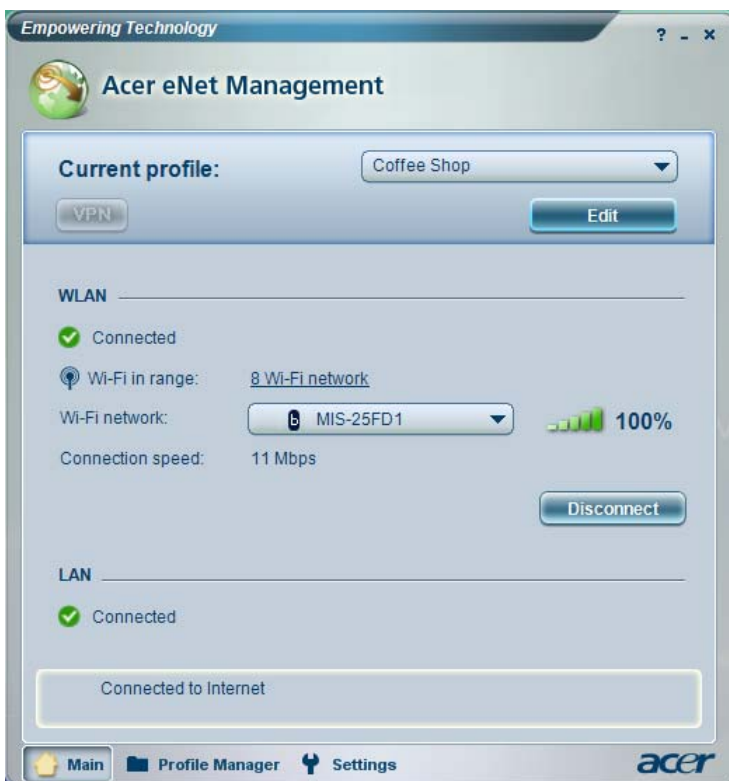 Empowering Technology
? - ×
Acer eNet Management
Current profile:
Coffee Shop
VPN
Edit
WLAN
Connected
Wi-Fi in range:
8 Wi-Fi network
Wi-Fi network:
b MIS-25FD1
100%
Connection speed:
11 Mbps
Disconnect
LAN
Connected
Connected to Internet
Main
Profile Manager
Settings
acer